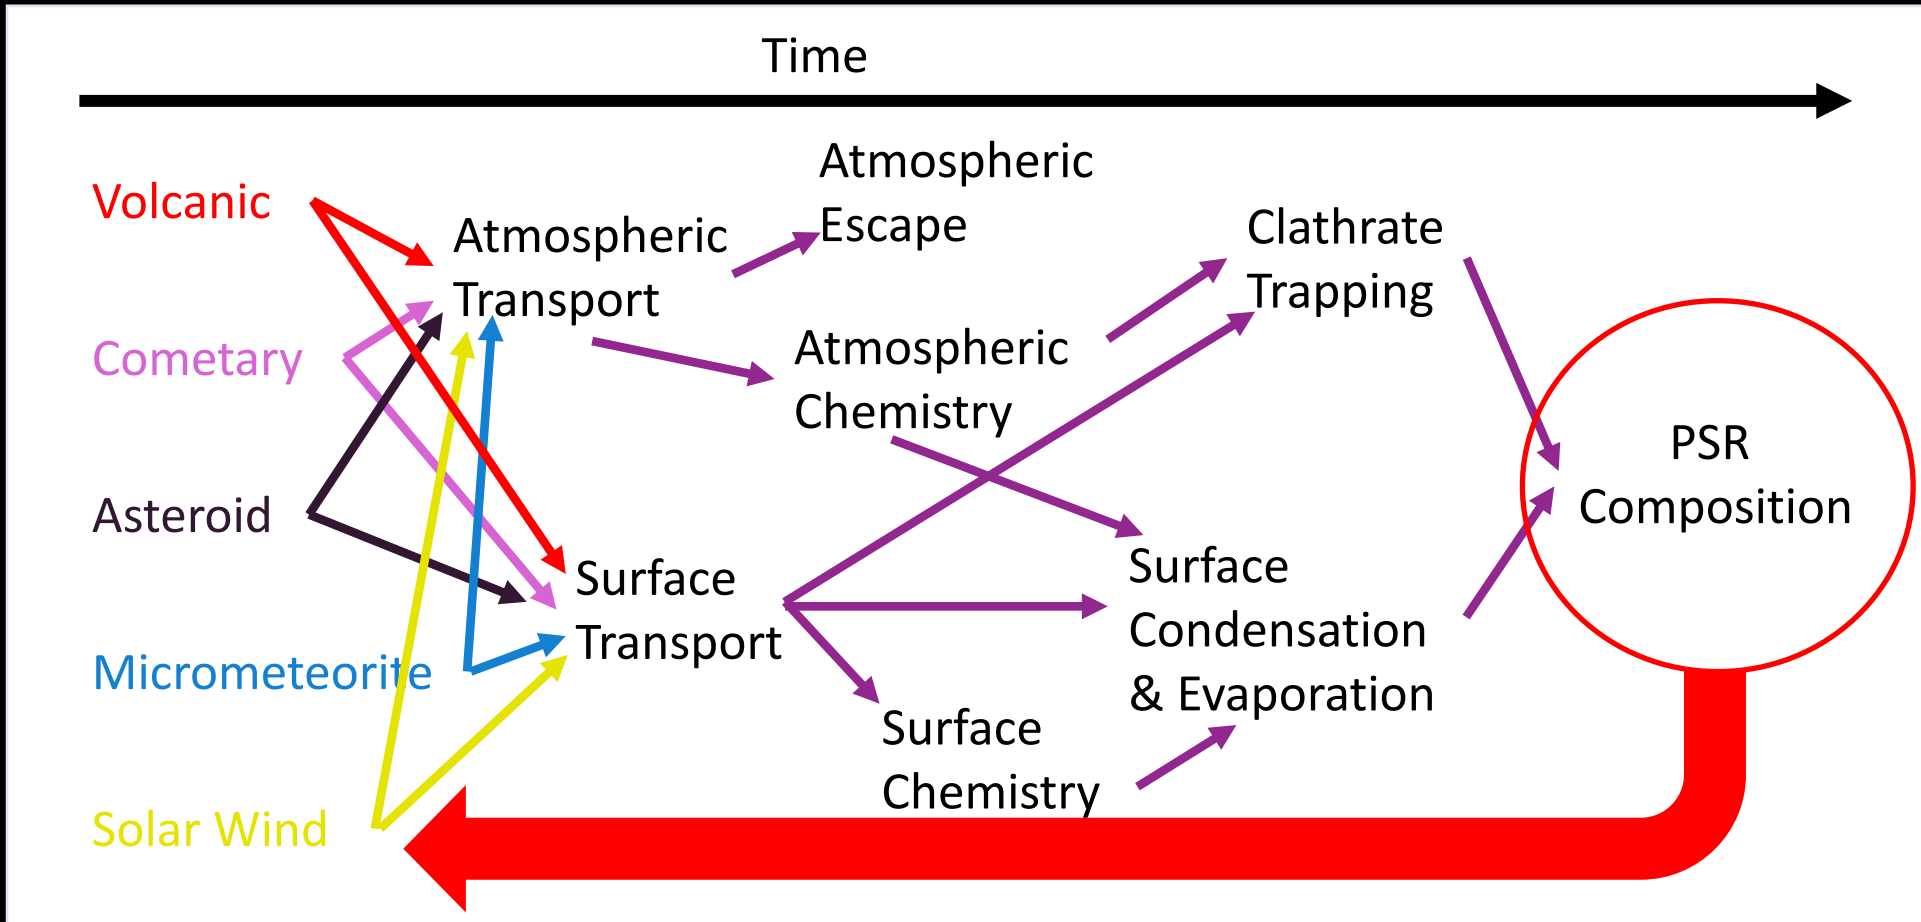 Time
Volcanic
Cometary
Asteroid
Micrometeorite
Solar Wind
Atmospheric
Transport
Surface
Transport
Atmospheric
Escape
Atmospheric
Chemistry
Surface
Chemistry
Clathrate
Trapping
Surface
Condensation
& Evaporation
PSR
Composition